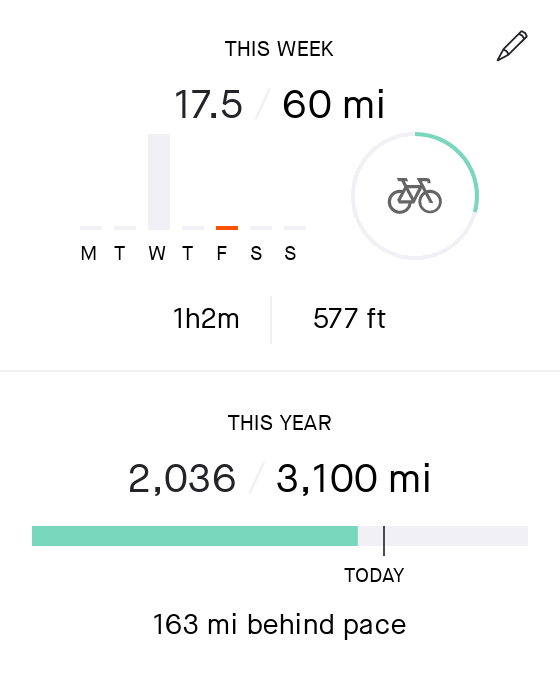 THIS WEEK
17.5 / 60 mi
M T W T F S S
1h2m 577 ft
THIS YEAR
2,036 / 3,100 mi
TODAY
163 mi behind pace